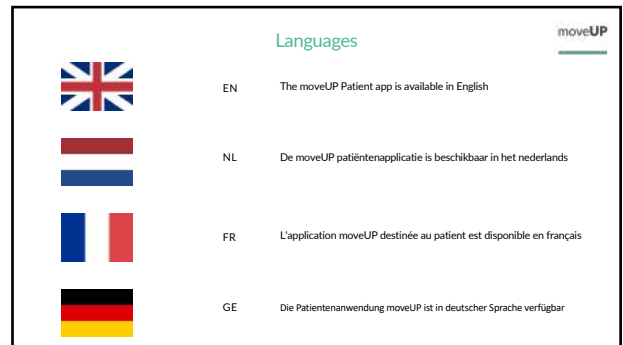 Languages
moveUP
EN
The moveUP Patient app is available in English
NL
De moveUP patiëntenapplicatie is beschikbaar in het nederlands
FR
L'application moveUP destinée au patient est disponible en français
GE
Die Patientenanwendung moveUP ist in deutscher Sprache verfügbar